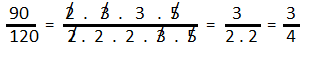 90/120 = 2 . 3 . 3 . 5 / 2 . 2 . 2 . 3 . 5 = 3 / 2 . 2 = 3/4